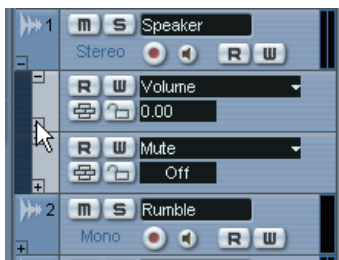 1 M S Speaker
Stereo R W
R W Volume
0.00
R W Mute
Off
2 M S Rumble
Mono R W